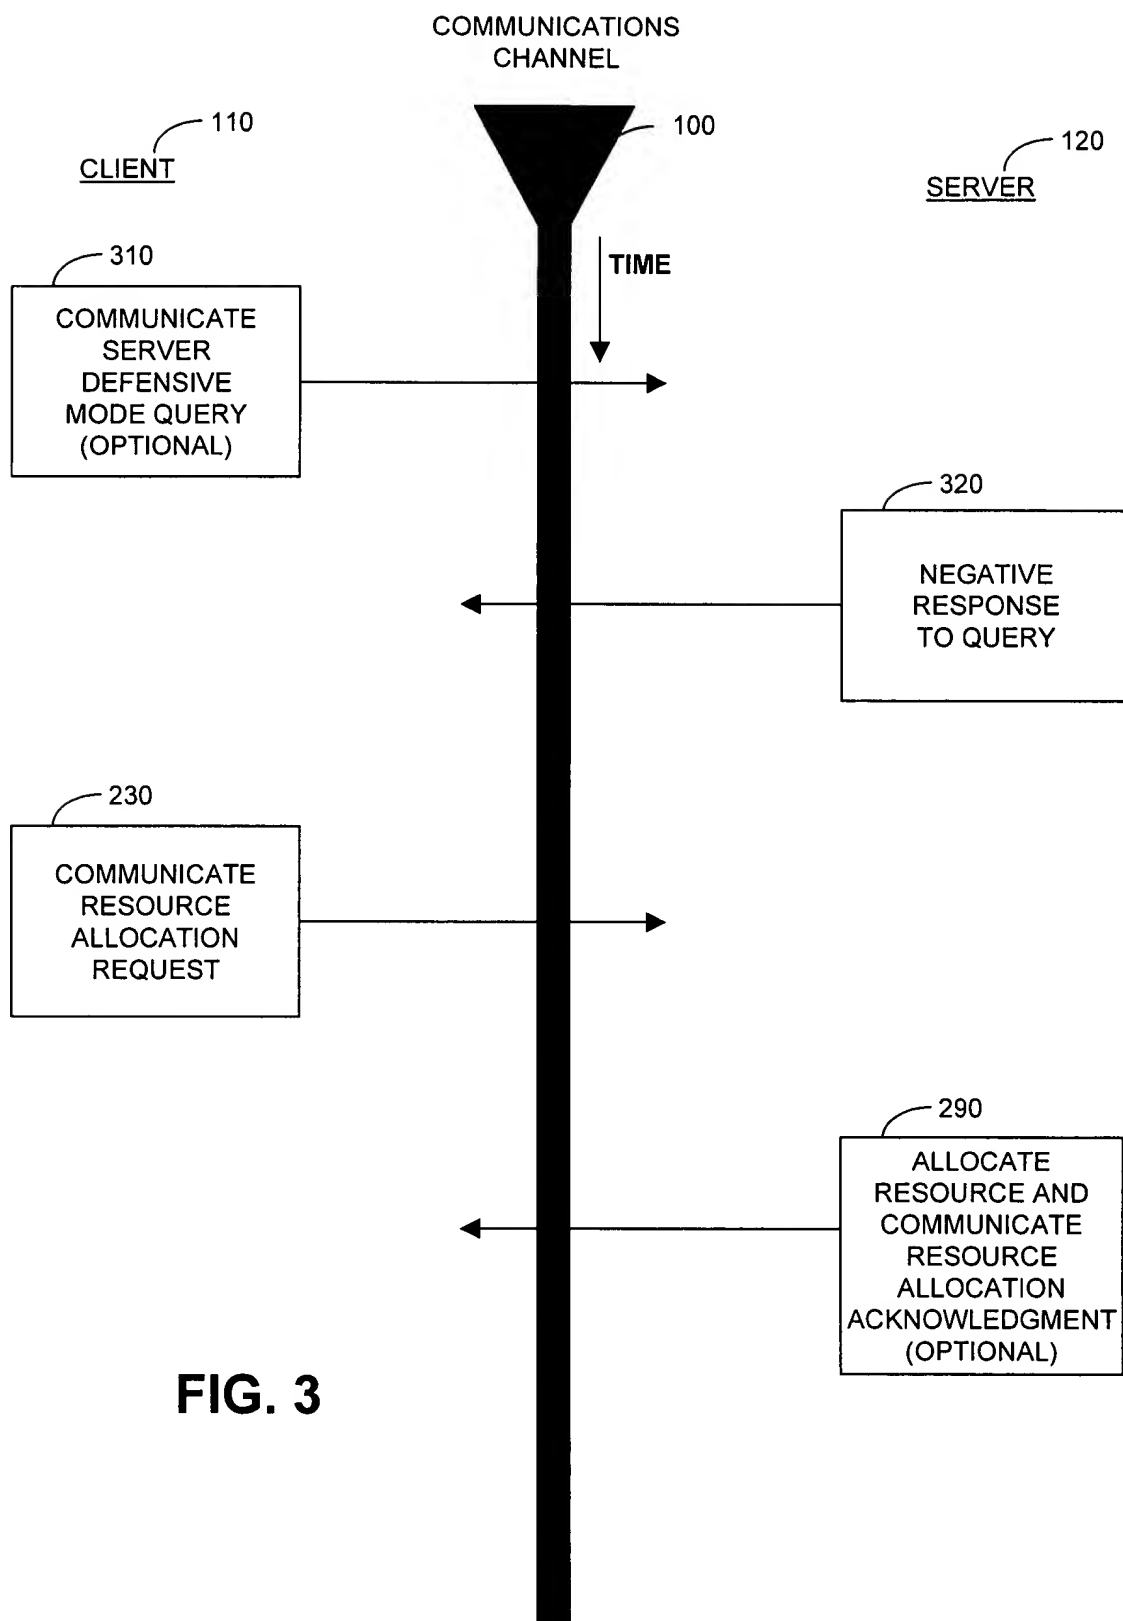 COMMUNICATIONS
CHANNEL
110
100
120
CLIENT
SERVER
310
TIME
COMMUNICATE
SERVER
DEFENSIVE
MODE QUERY
(OPTIONAL)
320
NEGATIVE
RESPONSE
TO QUERY
230
COMMUNICATE
RESOURCE
ALLOCATION
REQUEST
290
ALLOCATE
RESOURCE AND
COMMUNICATE
RESOURCE
ALLOCATION
ACKNOWLEDGMENT
(OPTIONAL)
FIG. 3